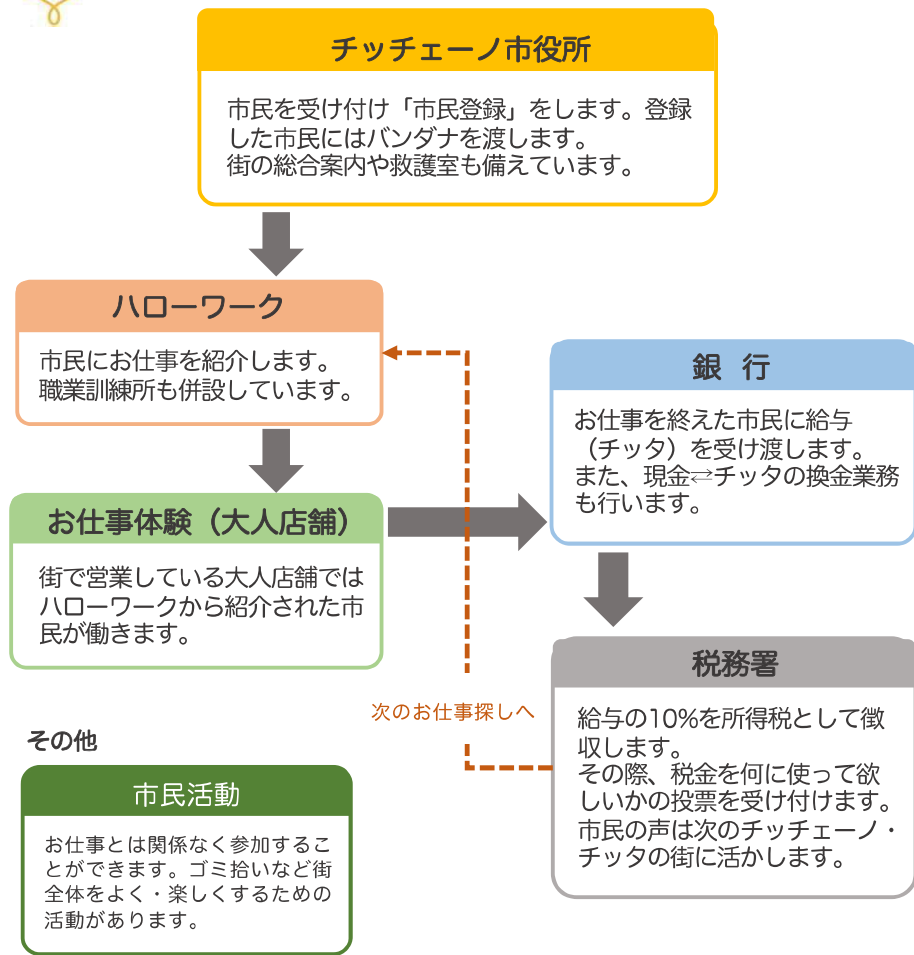 チッチェーノ市役所
市民を受け付け「市民登録」をします。登録
した市民にはバンダナを渡します。
街の総合案内や救護室も備えています。
ハローワーク
市民にお仕事を紹介します。
職業訓練所も併設しています。
銀 行
お仕事を終えた市民に給与
（チッタ）を受け渡します。
また、現金⇄チッタの換金業務
も行います。
お仕事体験（大人店舗）
街で営業している大人店舗では
ハローワークから紹介された市
民が働きます。
税務署
給与の10%を所得税として徴
収します。
その際、税金を何に使って欲
しいかの投票を受け付けます。
市民の声は次のチッチェーノ・
チッタの街に活かします。
次のお仕事探しへ
その他
市民活動
お仕事とは関係なく参加するこ
とができます。ゴミ拾いなど街
全体をよく・楽しくするための
活動があります。